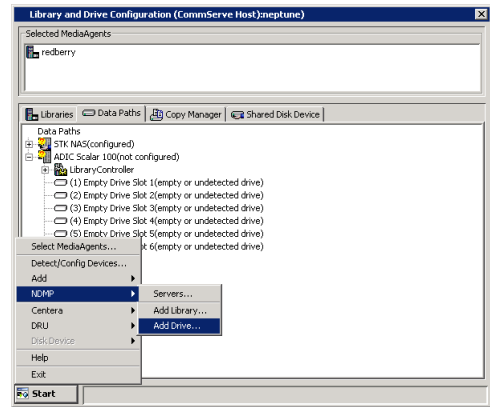 Library and Drive Configuration (CommServe Host):neptune)
Selected MediaAgents
redberry
Libraries Data Paths Copy Manager Shared Disk Device
Data Paths
STK NAS(configured)
ADIC Scalar 100(not configured)
LibraryController
(1) Empty Drive Slot 1(empty or undetected drive)
(2) Empty Drive Slot 2(empty or undetected drive)
(3) Empty Drive Slot 3(empty or undetected drive)
(4) Empty Drive Slot 4(empty or undetected drive)
(5) Empty Drive Slot 5(empty or undetected drive)
6(empty or undetected drive)
Select MediaAgents...
Detect/Config Devices...
Add
NDMP
Servers...
Centera
Add Library...
DRU
Add Drive...
Disk Device
Help
Exit
Start